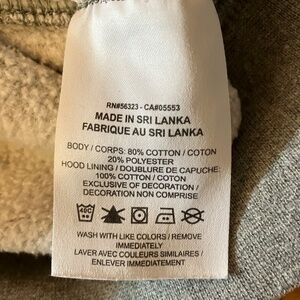 RN#56323 - CA#05553
MADE IN SRI LANKA
FABRIQUE AU SRI LANKA
BODY / CORPS: 80% COTTON / COTON
20% POLYESTER
HOOD LINING / DOUBLURE DE CAPUCHE:
100% COTTON / COTON
EXCLUSIVE OF DECORATION /
DECORATION NON COMPRISE
40C
WASH WITH LIKE COLORS / REMOVE
IMMEDIATELY
LAVER AVEC COULEURS SIMILAIRES /
ENLEVER IMMEDIATEMENT